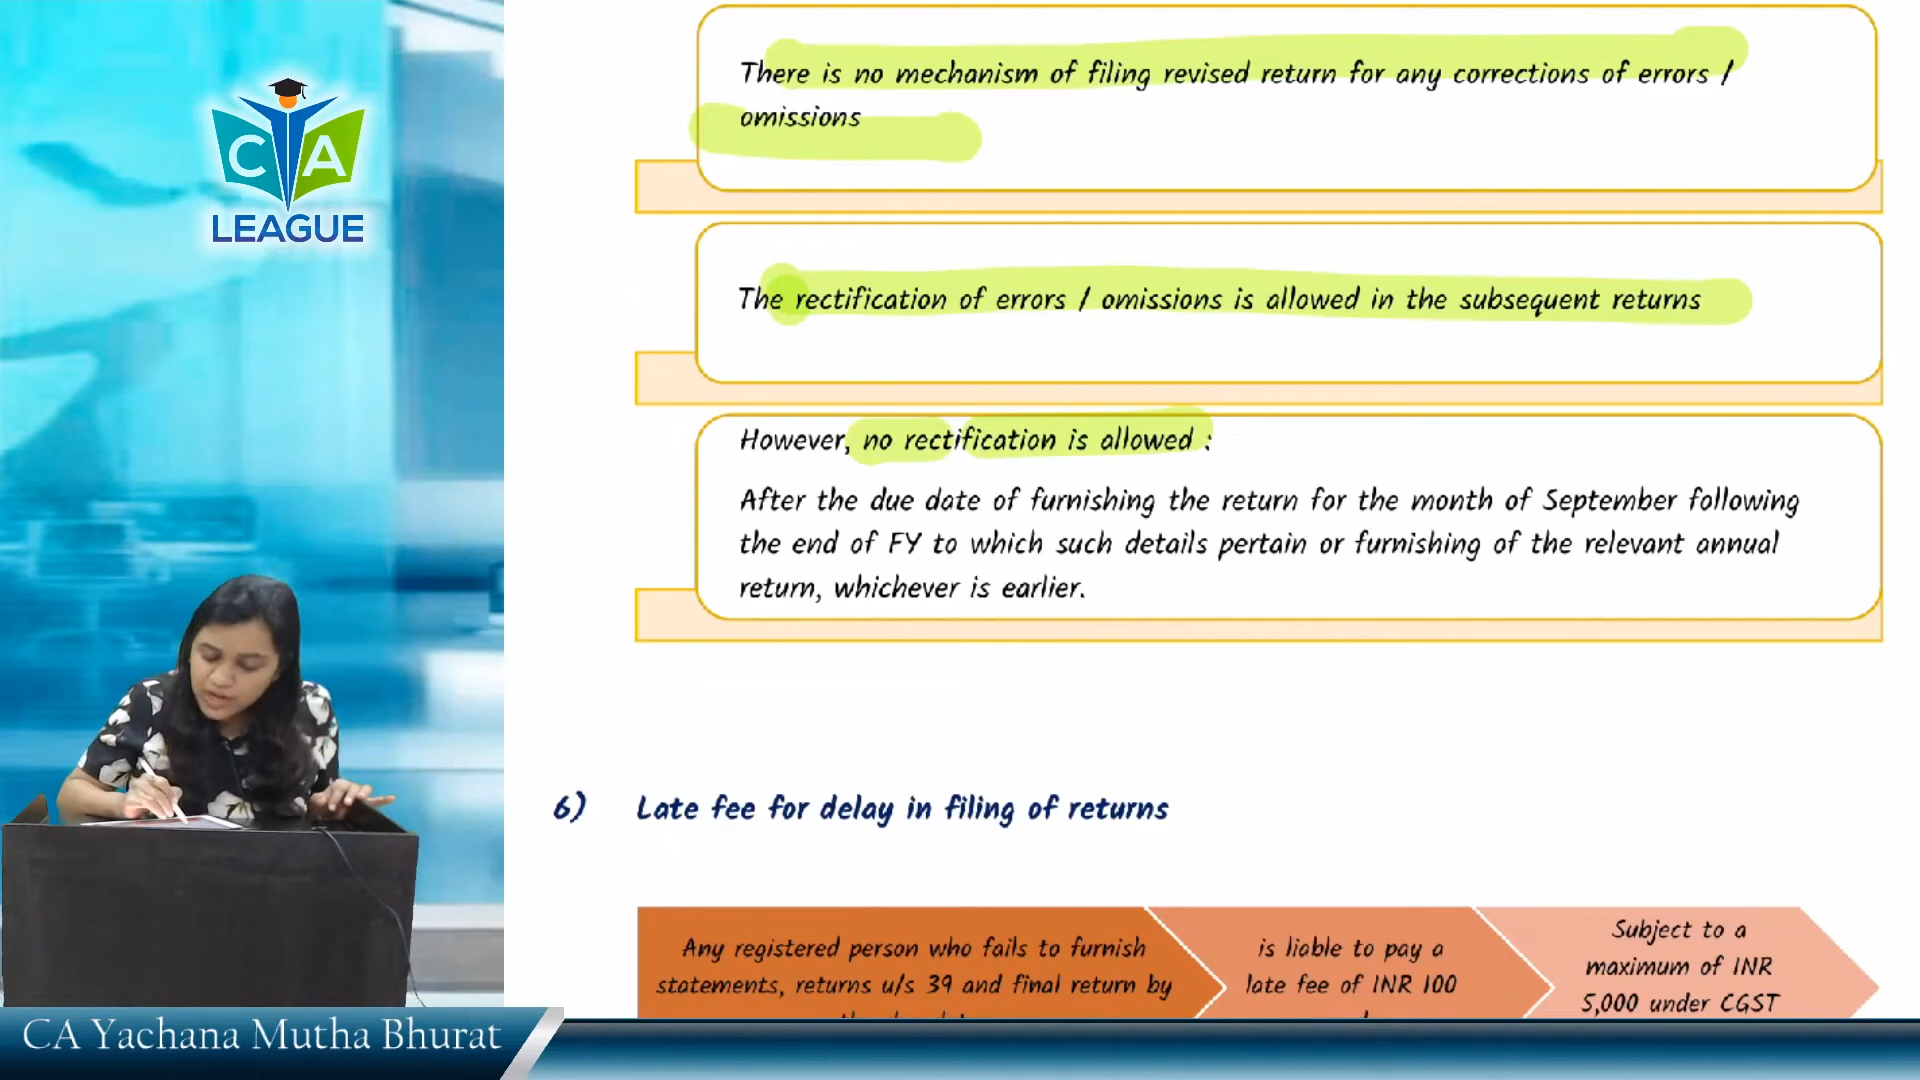 There is no mechanism of filing revised return for any corrections of errors /
omissions
CA
LEAGUE
The rectification of errors / omissions is allowed in the subsequent returns
However, no rectification is allowed :
After the due date of furnishing the return for the month of September following
the end of FY to which such details pertain or furnishing of the relevant annual
return, whichever is earlier.
6) Late fee for delay in filing of returns
Any registered person who fails to furnish
statements, returns u/s 39 and final return by
is liable to pay a
late fee of INR 100
Subject to a
maximum of INR
5,000 under CGST
CA Yachana Mutha Bhurat